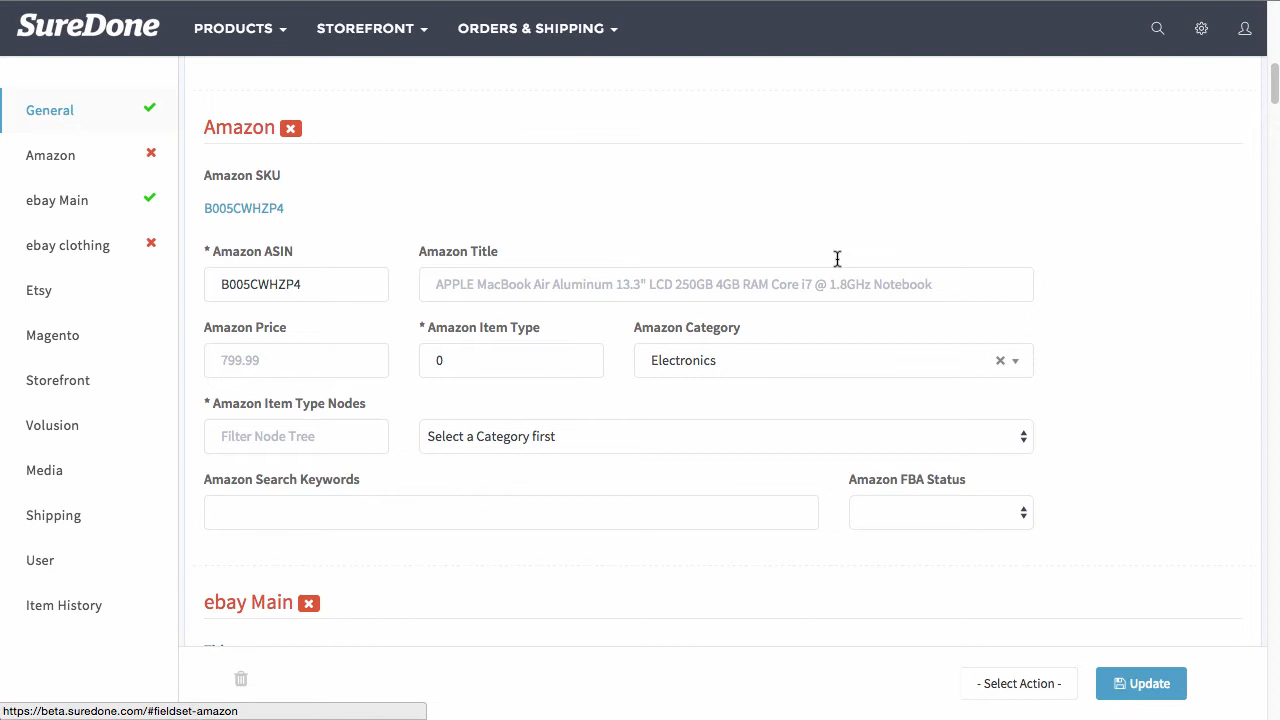 SureDone PRODUCTS STOREFRONT ORDERS & SHIPPING
General
Amazon
ebay Main
ebay clothing
Etsy
Magento
Storefront
Volusion
Media
Shipping
User
Item History
Amazon
Amazon SKU
B005CWHZP4
* Amazon ASIN Amazon Title
B005CWHZP4 APPLE MacBook Air Aluminum 13.3" LCD 250GB 4GB RAM Core i7 @ 1.8GHz Notebook
Amazon Price * Amazon Item Type Amazon Category
799.99 0 Electronics
* Amazon Item Type Nodes
Filter Node Tree Select a Category first
Amazon Search Keywords Amazon FBA Status
ebay Main
- Select Action - Update
https://beta.suredone.com/#fieldset-amazon